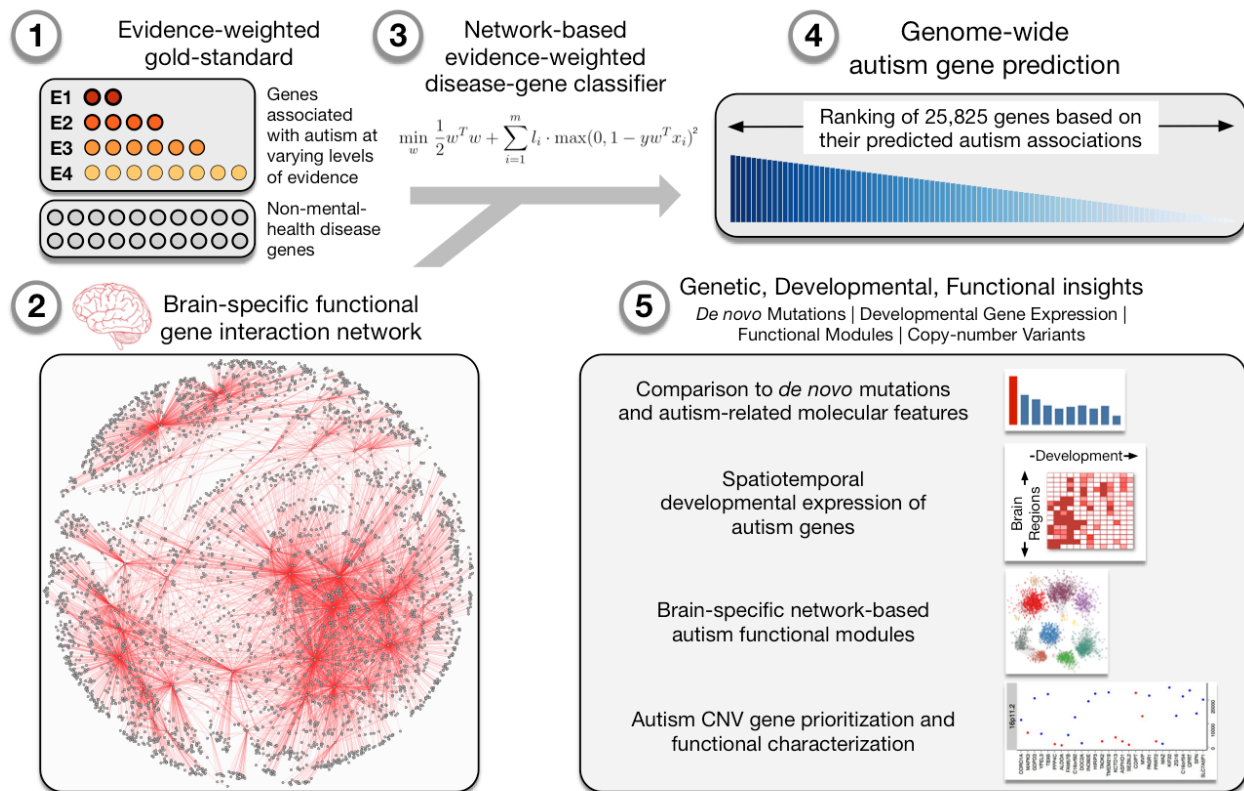 1
Evidence-weighted
gold-standard
E1
E2
E3
E4
Genes
associated
with autism at
varying levels
of evidence
Non-mental-
health disease
genes
2
Brain-specific functional
gene interaction network
3
Network-based
evidence-weighted
disease-gene classifier
min_w 1/2 w^T w + ∑_{i=1}^{m} l_i · max(0, 1 − yw^T x_i)^2
4
Genome-wide
autism gene prediction
Ranking of 25,825 genes based on
their predicted autism associations
5
Genetic, Developmental, Functional insights
De novo Mutations | Developmental Gene Expression |
Functional Modules | Copy-number Variants
Comparison to de novo mutations
and autism-related molecular features
Spatiotemporal
developmental expression of
autism genes
Development
Brain
Regions
Brain-specific network-based
autism functional modules
Autism CNV gene prioritization and
functional characterization
16p11.2
0
10000
20000